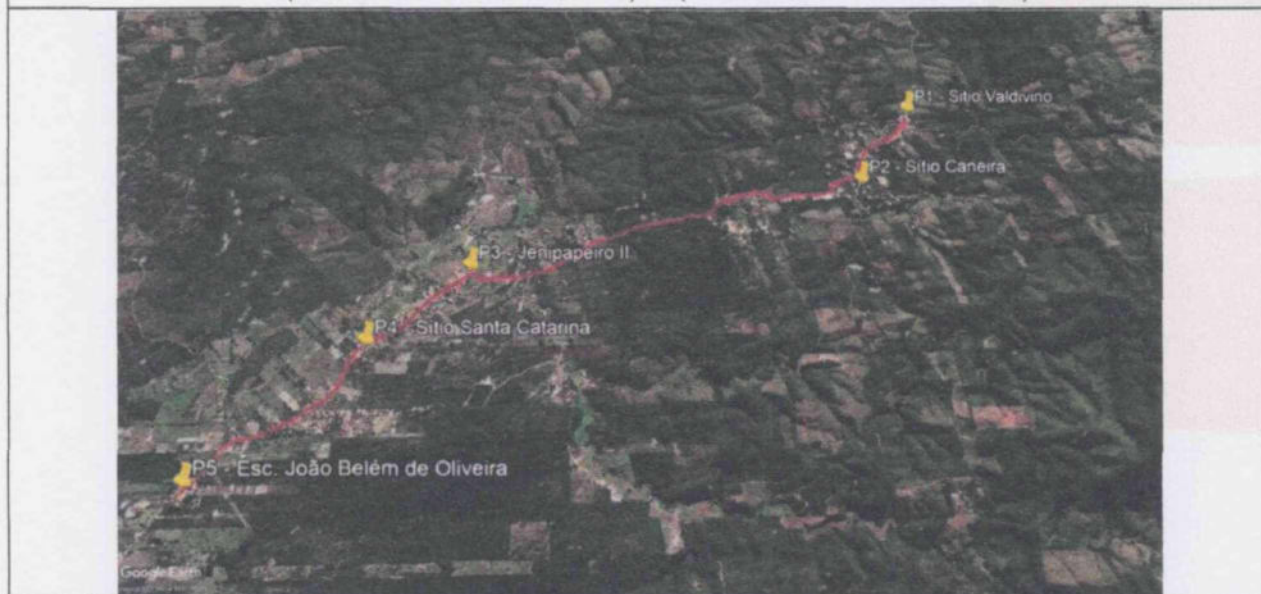 P1 - Sítio Valdivino
P2 - Sítio Caneira
P3 - Jenipapeiro II
P4 - Sítio Santa Catarina
P5 - Esc. João Belém de Oliveira
Google Earth